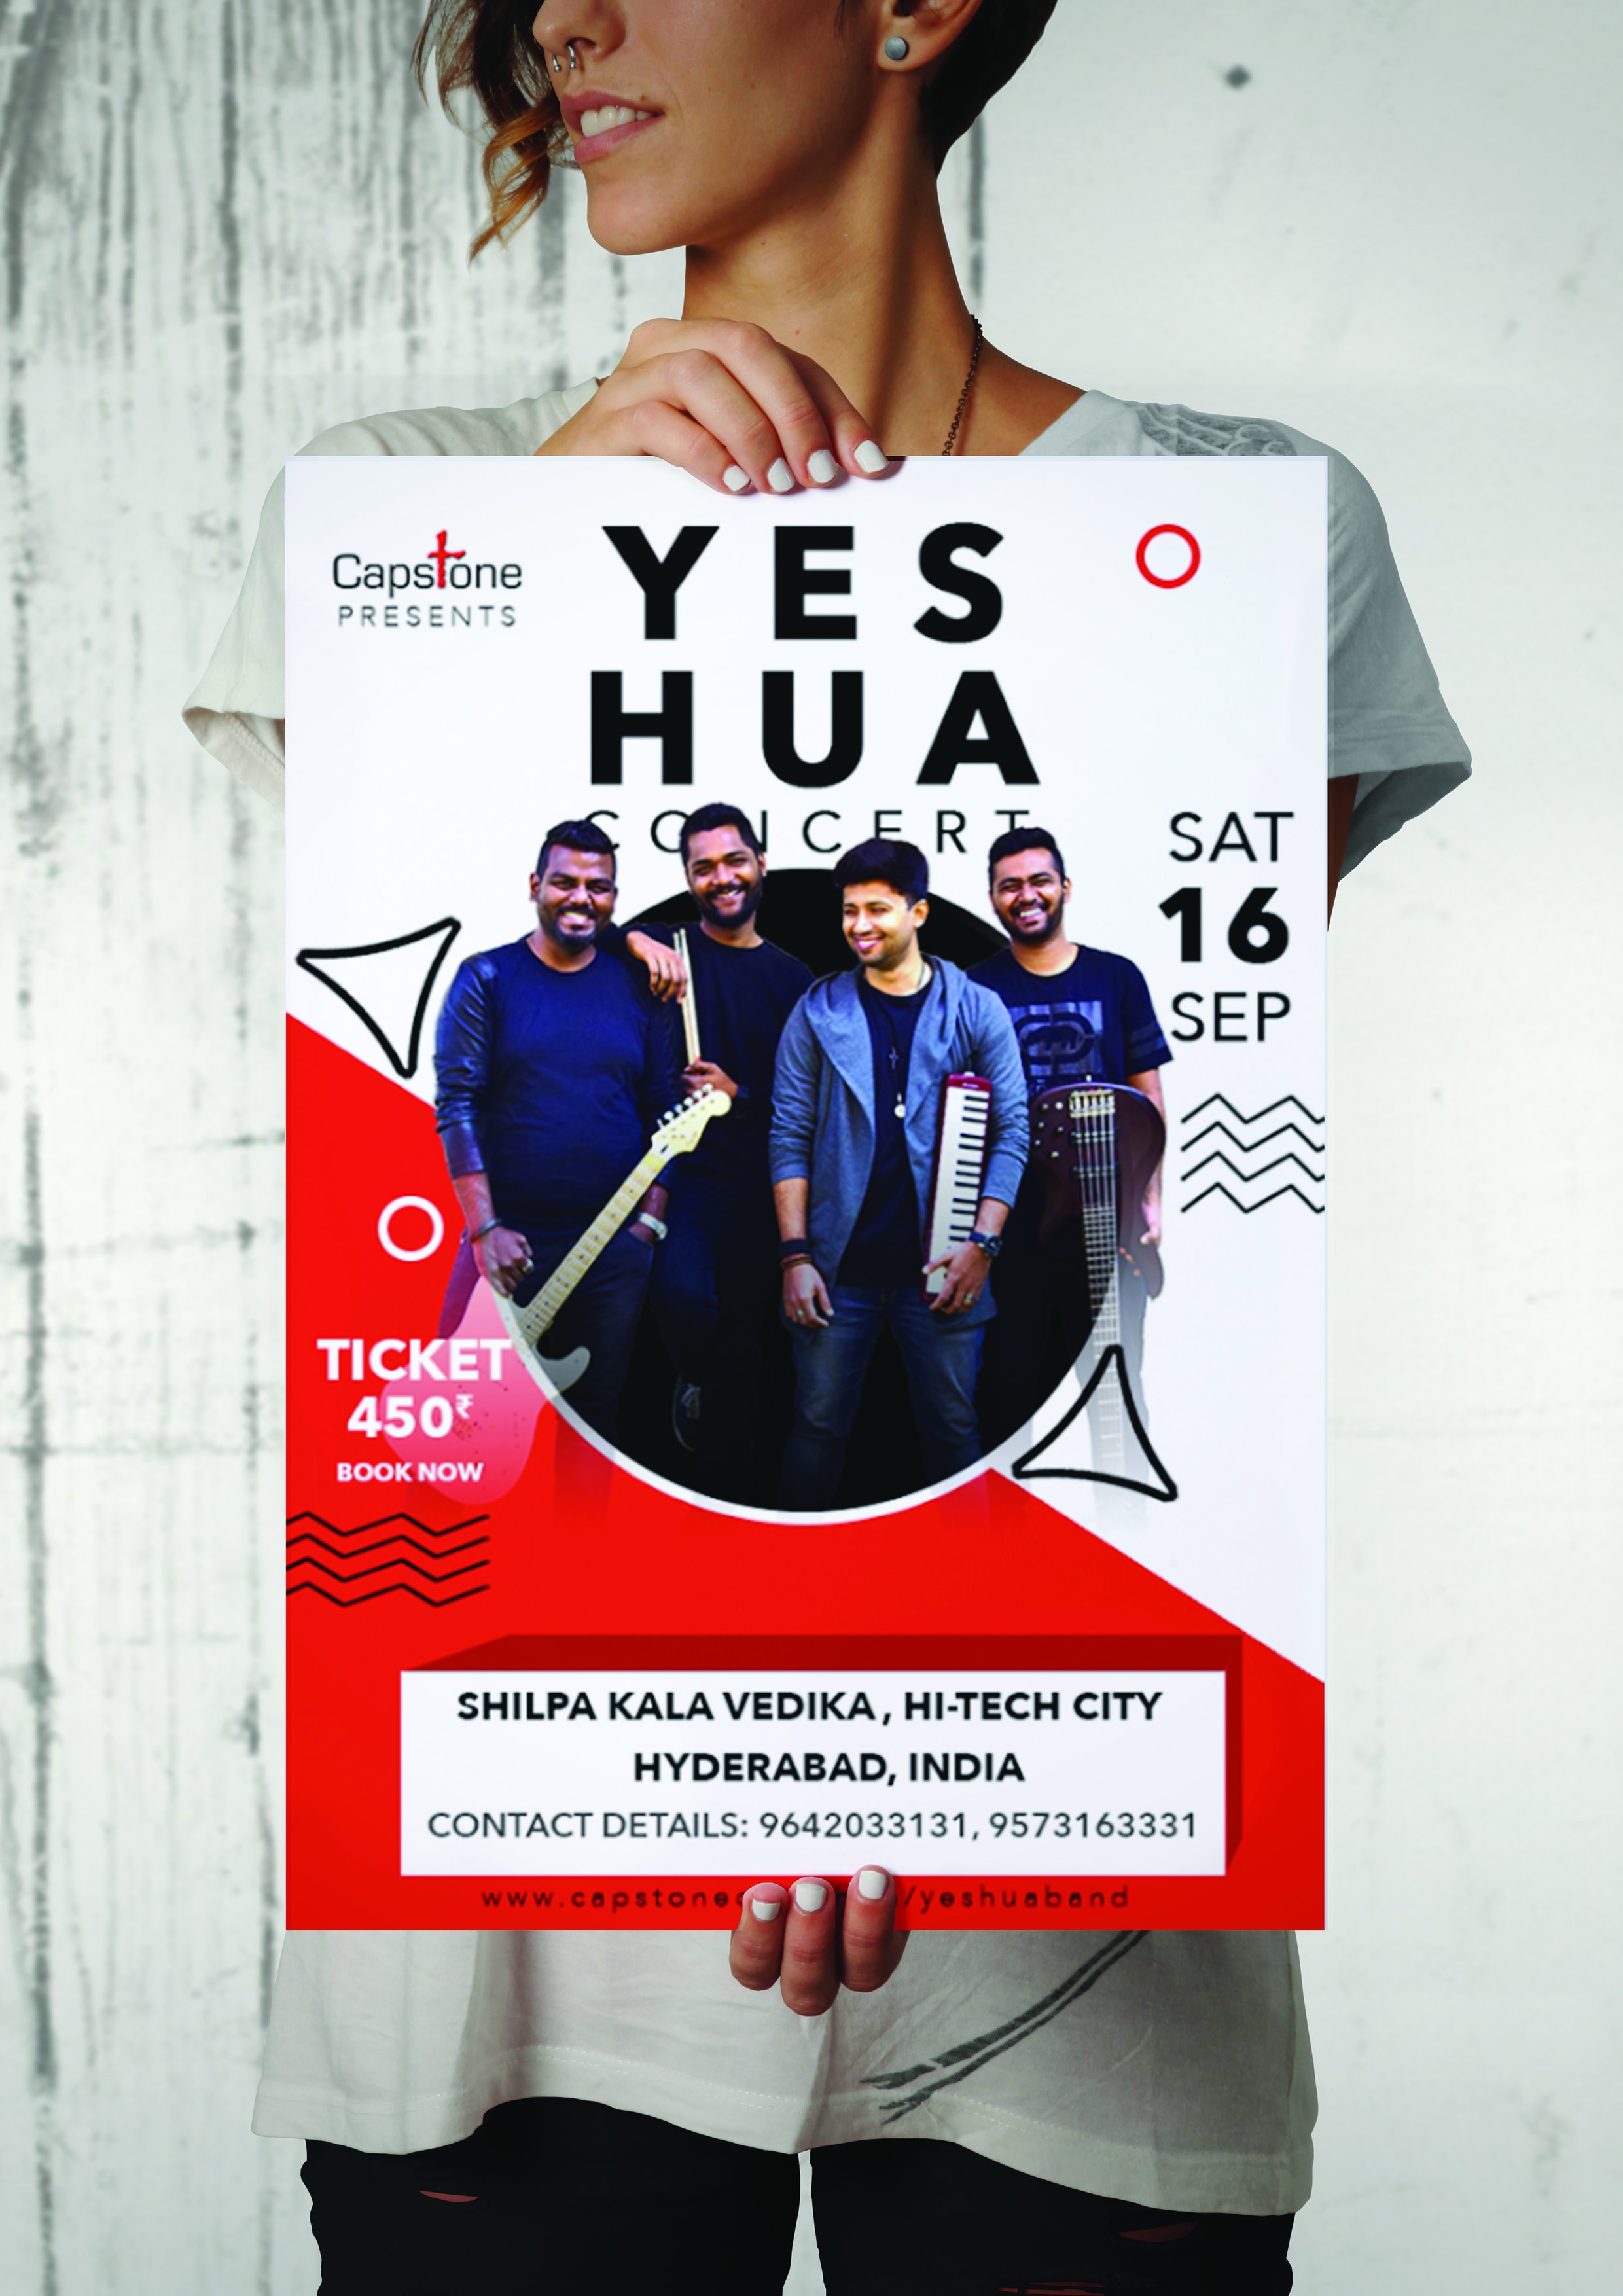 Capstone
PRESENTS
YES
HUA
CONCERT
SAT
16
SEP
TICKET
450₹
BOOK NOW
SHILPA KALA VEDIKA, HI-TECH CITY
HYDERABAD, INDIA
CONTACT DETAILS: 9642033131, 9573163331
/yeshuaband